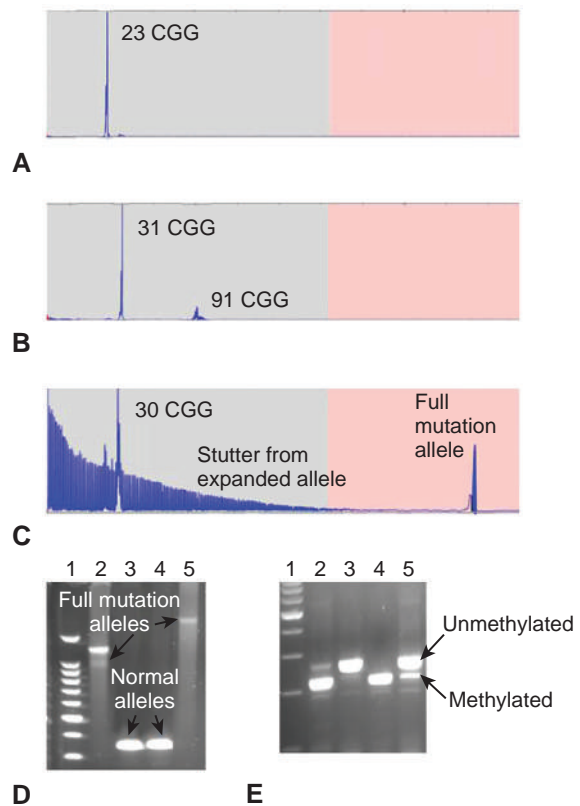 23 CGG
A
31 CGG
91 CGG
B
30 CGG
Full
mutation
allele
Stutter from
expanded allele
C
1 2 3 4 5
Full mutation
alleles
Normal
alleles
D
1 2 3 4 5
Unmethylated
Methylated
E